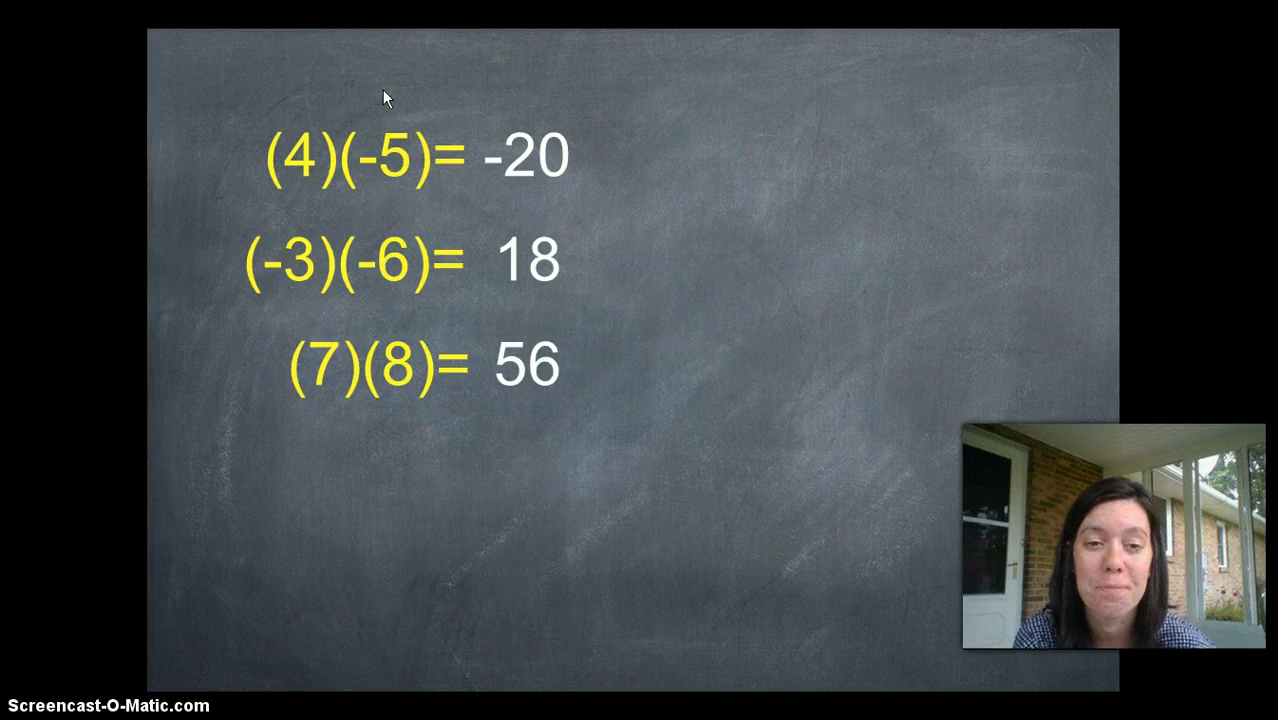 (4)(-5)= -20
(-3)(-6)= 18
(7)(8)= 56
Screencast-O-Matic.com